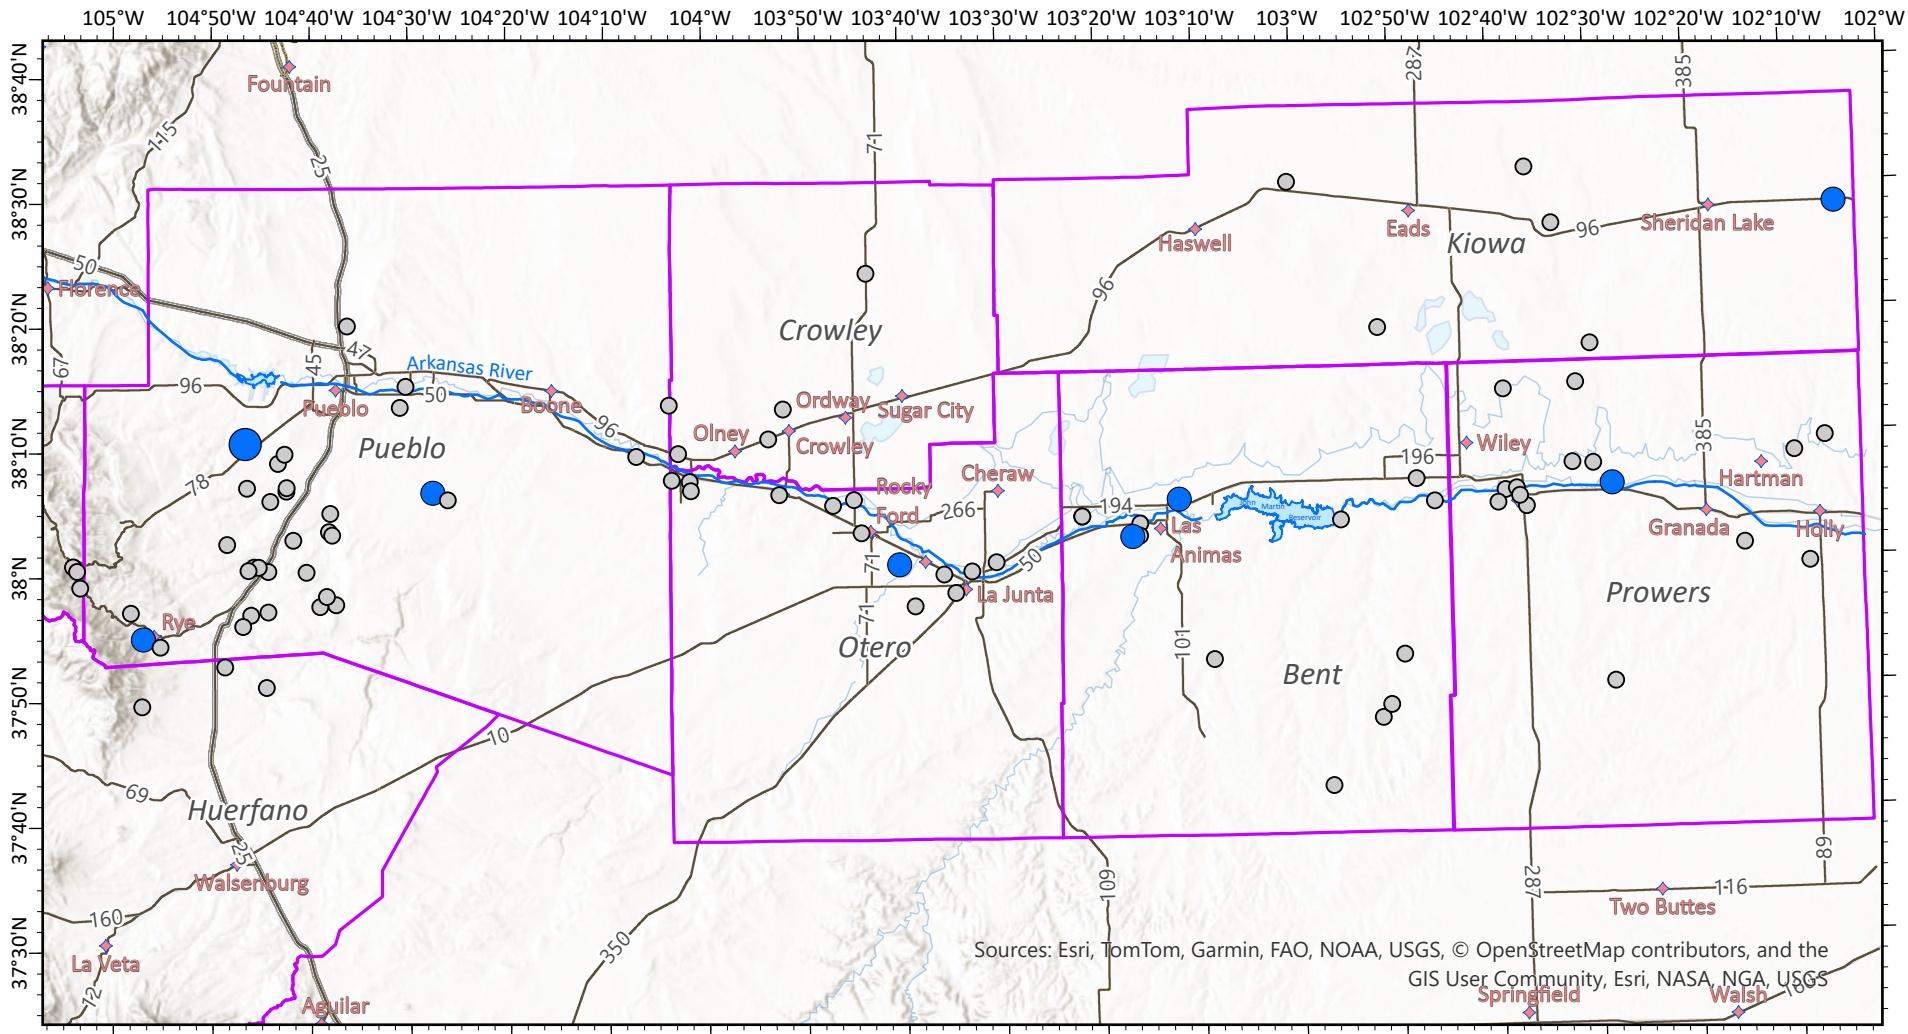 105°W 104°50'W 104°40'W 104°30'W 104°20'W 104°10'W 104°W 103°50'W 103°40'W 103°30'W 103°20'W 103°10'W 103°W 102°50'W 102°40'W 102°30'W 102°20'W 102°10'W 102°W
38°40'N
38°30'N
38°20'N
38°10'N
38°N
37°50'N
37°40'N
37°30'N
Fountain
115
25
71
287
385
50
Florence
Haswell
Eads
Kiowa
96
Sheridan Lake
96
Crowley
67
96
45
47
Arkansas River
Pueblo
50
Boone
96
Pueblo
Ordway
Sugar City
Olney
Crowley
Cheraw
Wiley
196
385
Hartman
78
Rocky
Ford
266
194
John
Martin
Reservoir
Las
Animas
Granada
Holly
50
71
La Junta
Rye
71
Otero
101
Bent
Prowers
10
69
Huerfano
25
Walsenburg
160
La Veta
12
Aguilar
350
109
287
116
89
Two Buttes
Sources: Esri, TomTom, Garmin, FAO, NOAA, USGS, © OpenStreetMap contributors, and the
GIS User Community, Esri, NASA, NGA, USGS
Springfield
Walsh
160